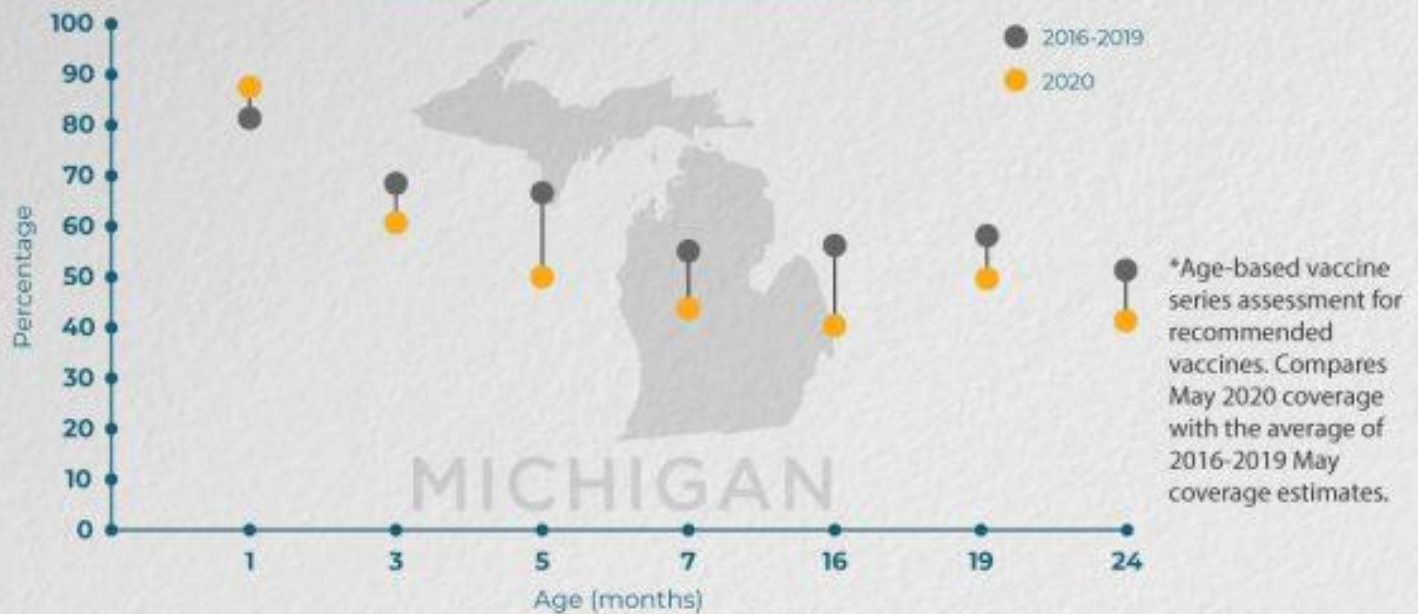 100
90
80
70
60
50
40
30
20
10
0
Percentage
2016-2019
2020
MICHIGAN
*Age-based vaccine
series assessment for
recommended
vaccines. Compares
May 2020 coverage
with the average of
2016-2019 May
coverage estimates.
1 3 5 7 16 19 24
Age (months)